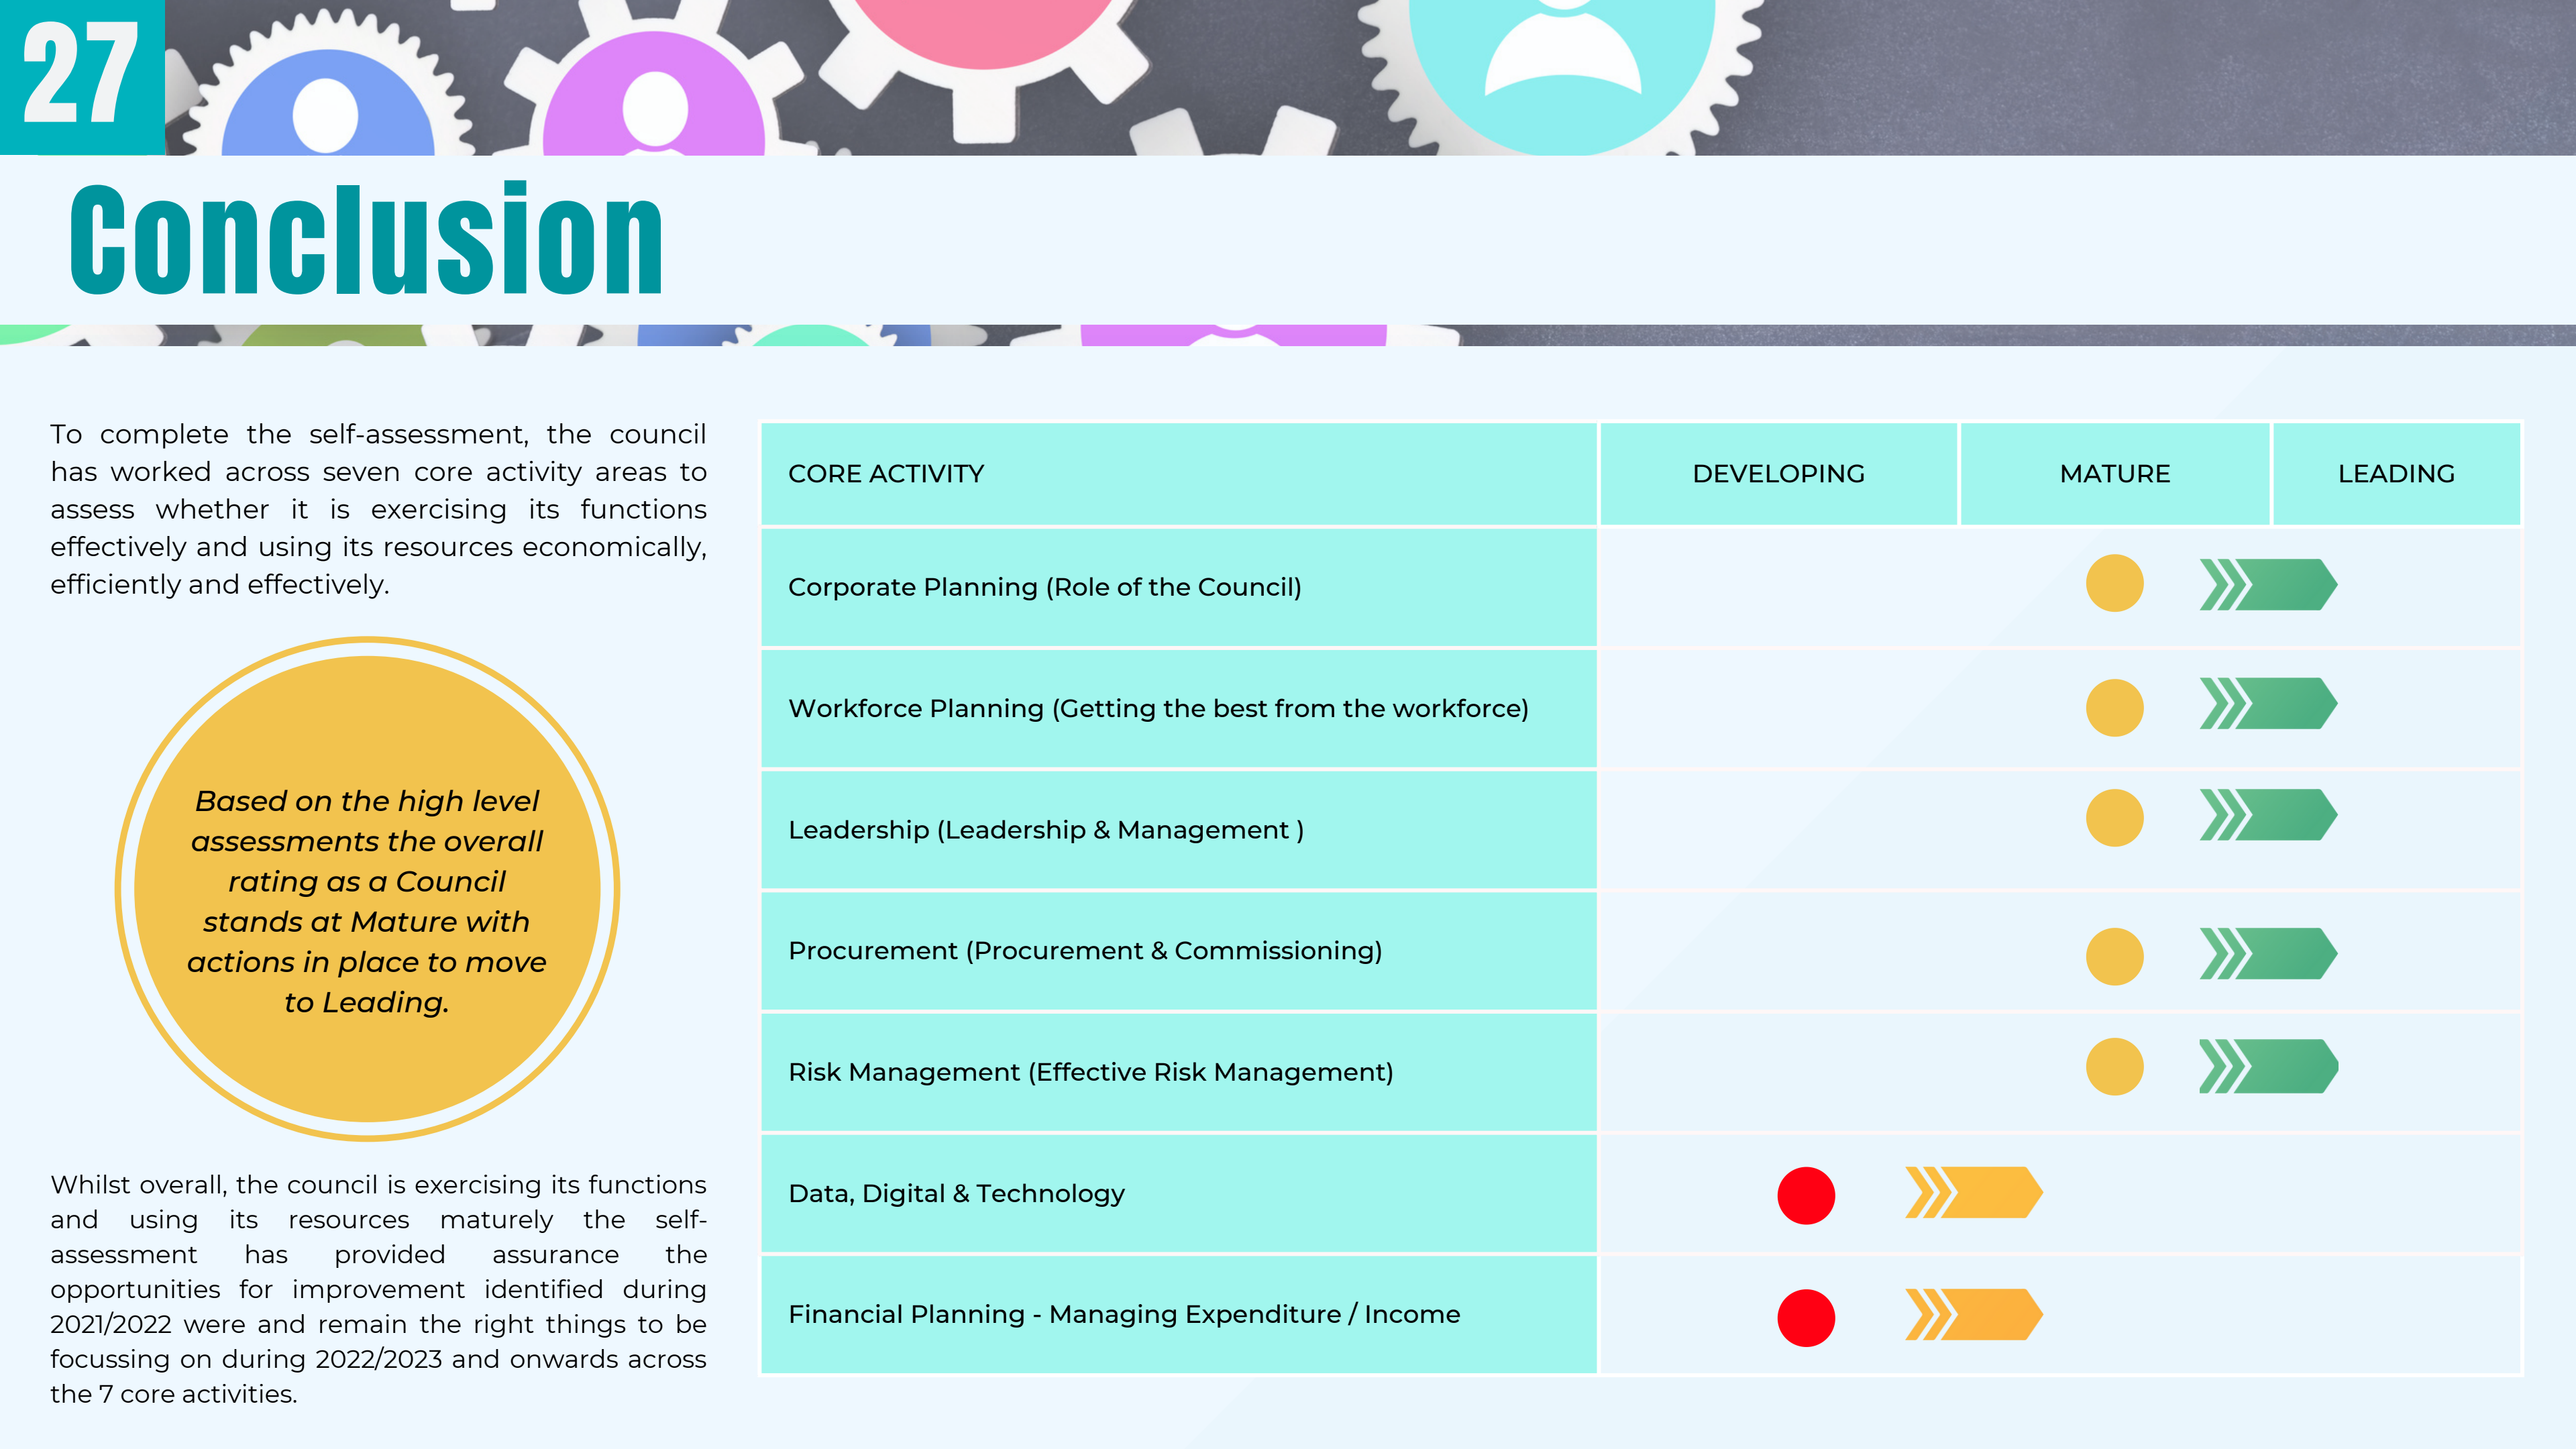 27
Conclusion
To complete the self-assessment, the council
has worked across seven core activity areas to
assess whether it is exercising its functions
effectively and using its resources economically,
efficiently and effectively.
Based on the high level
assessments the overall
rating as a Council
stands at Mature with
actions in place to move
to Leading.
Whilst overall, the council is exercising its functions
and using its resources maturely the self-
assessment has provided assurance the
opportunities for improvement identified during
2021/2022 were and remain the right things to be
focussing on during 2022/2023 and onwards across
the 7 core activities.
CORE ACTIVITY DEVELOPING MATURE LEADING
Corporate Planning (Role of the Council)
Workforce Planning (Getting the best from the workforce)
Leadership (Leadership & Management )
Procurement (Procurement & Commissioning)
Risk Management (Effective Risk Management)
Data, Digital & Technology
Financial Planning - Managing Expenditure / Income